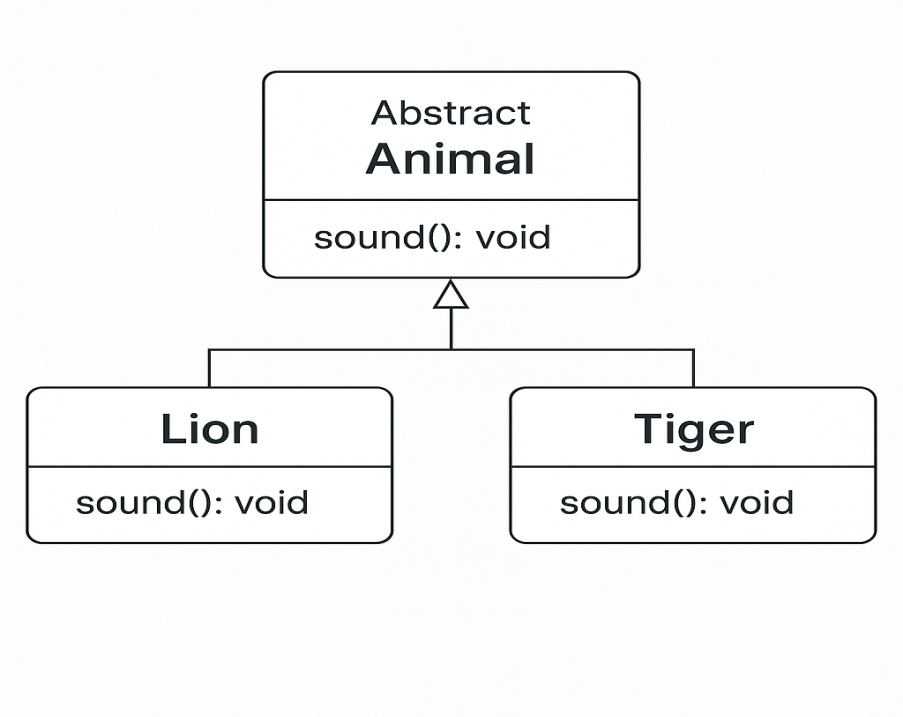 Abstract
Animal
sound(): void
Lion
sound(): void
Tiger
sound(): void